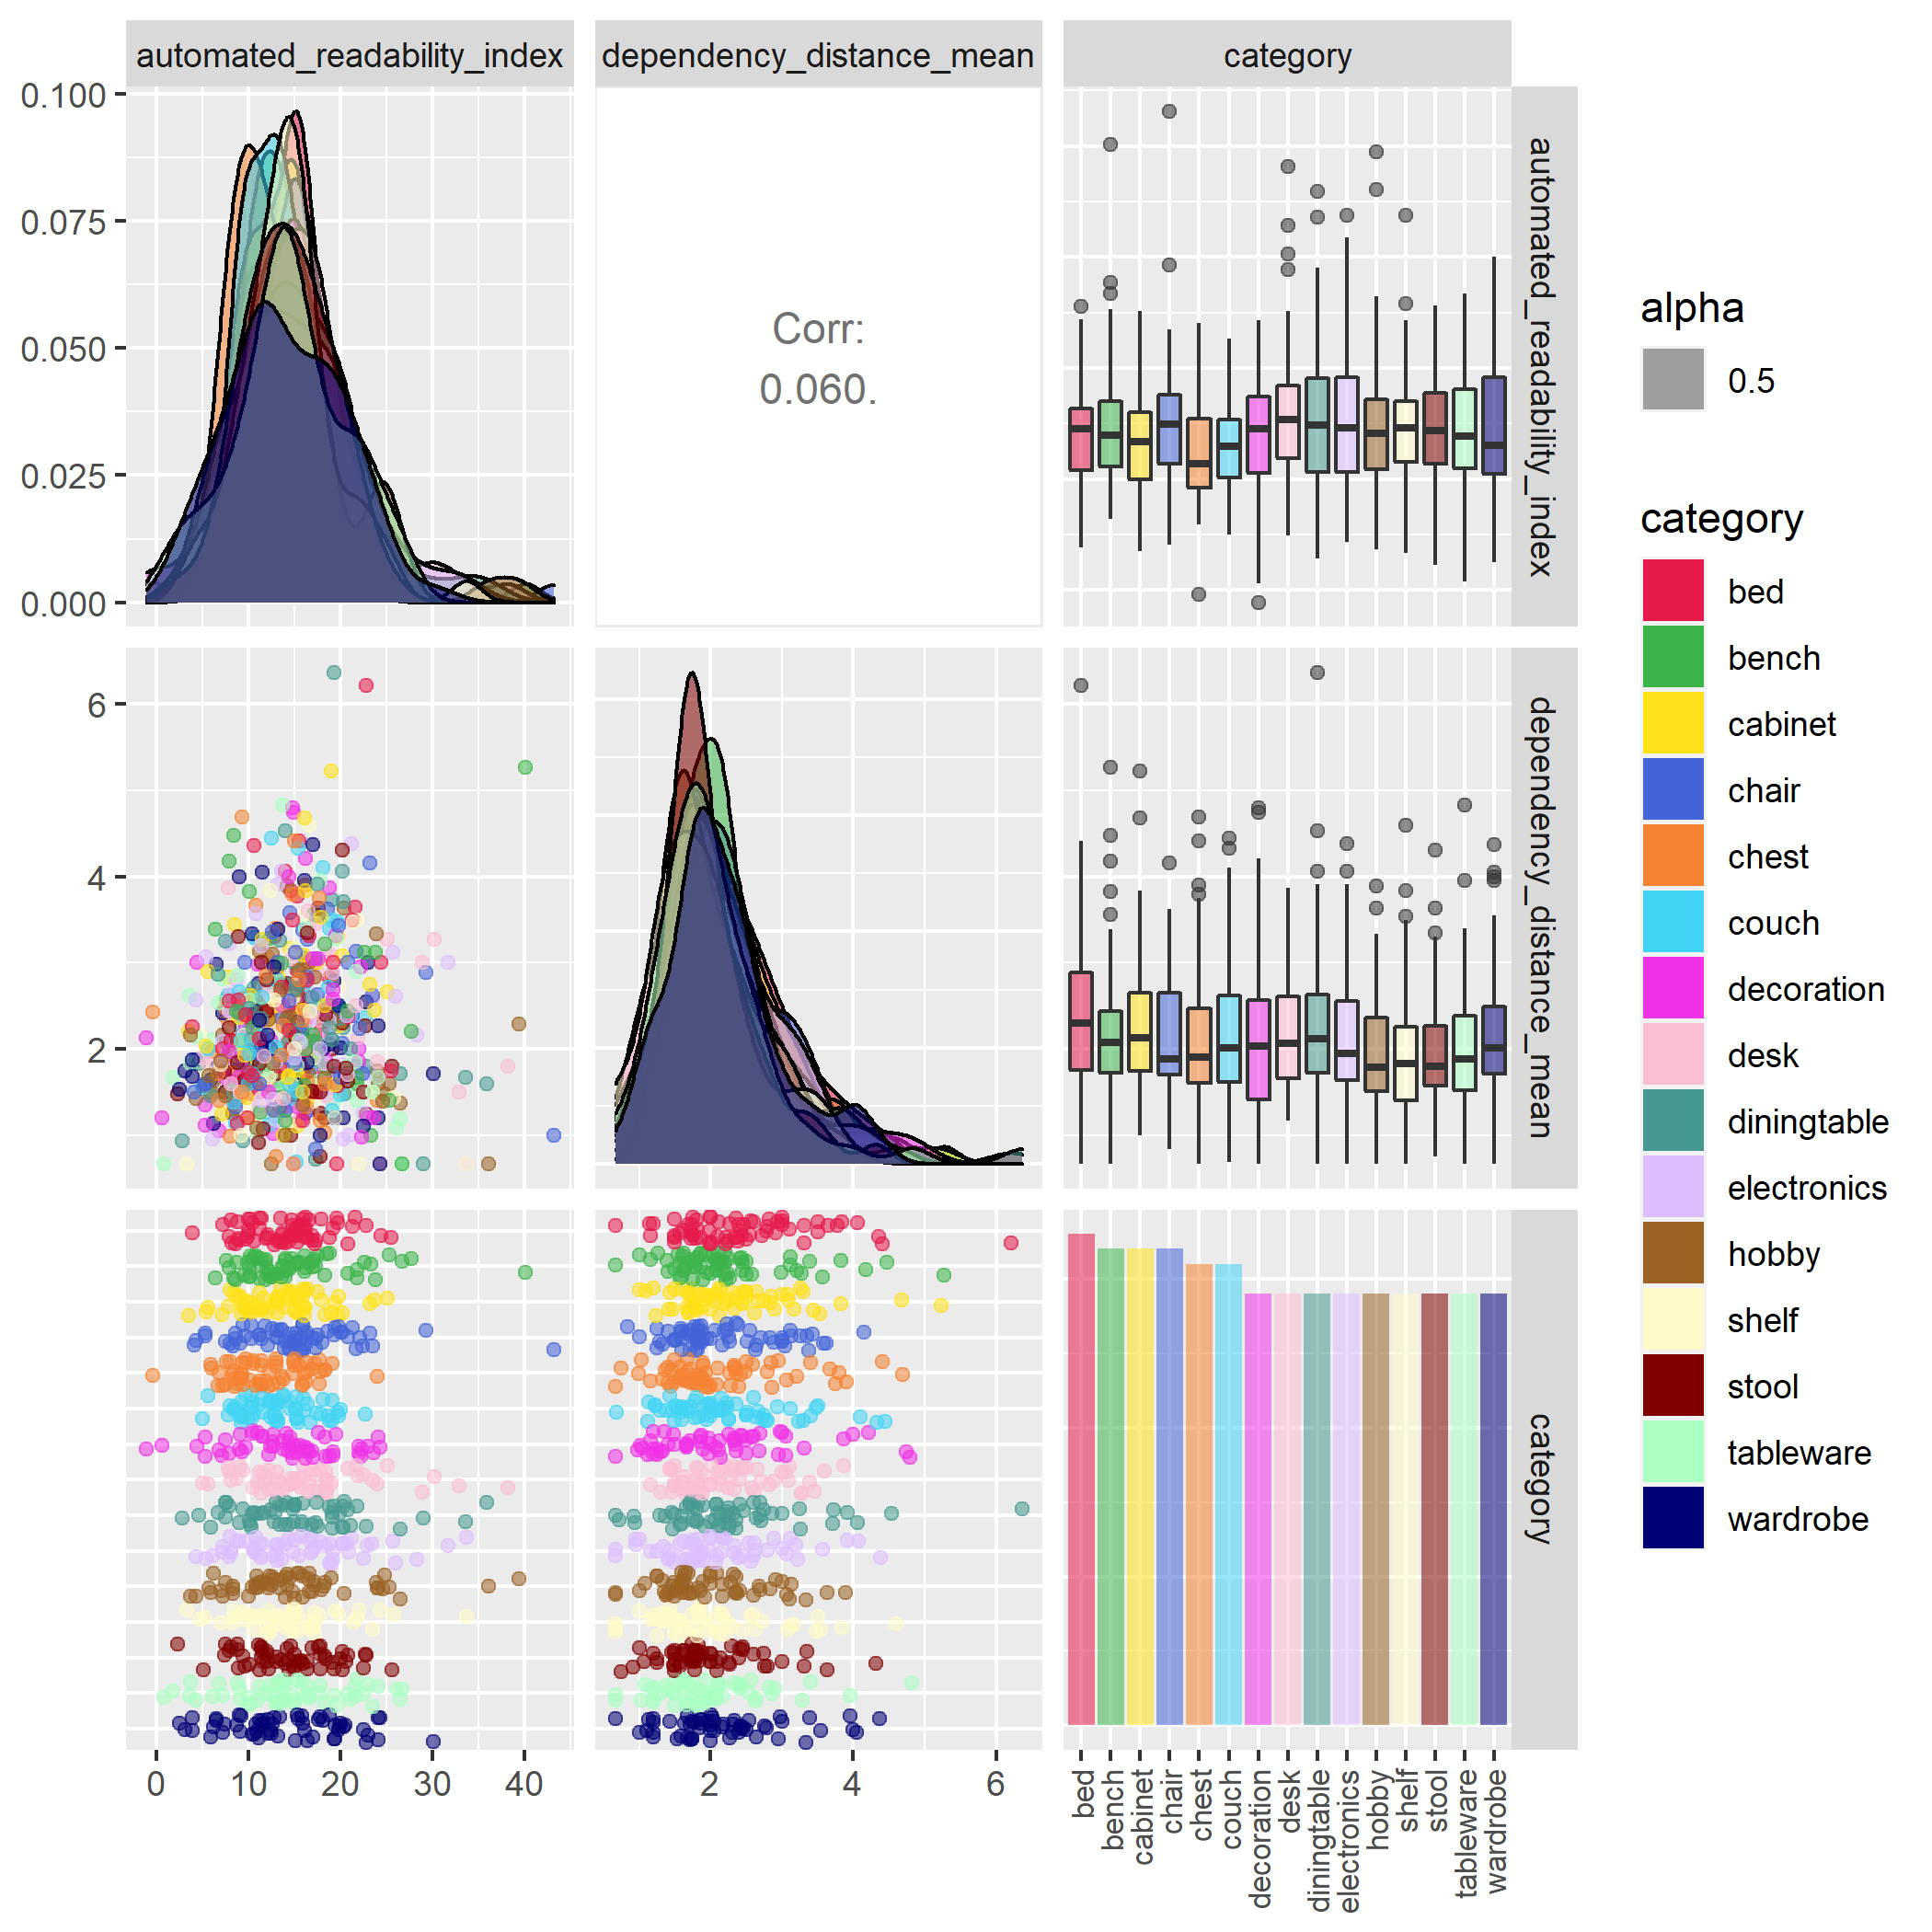 automated_readability_index
dependency_distance_mean
category
0.100
0.075
0.050
0.025
0.000
Corr:
0.060.
automated_readability_index
6
4
2
dependency_distance_mean
category
0
10
20
30
40
2
4
6
bed
bench
cabinet
chair
chest
couch
decoration
desk
diningtable
electronics
hobby
shelf
stool
tableware
wardrobe
alpha
0.5
category
bed
bench
cabinet
chair
chest
couch
decoration
desk
diningtable
electronics
hobby
shelf
stool
tableware
wardrobe